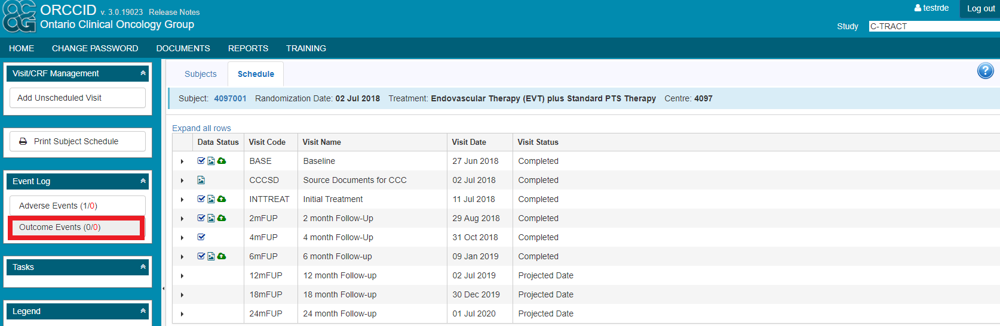 ORCCID v. 3.0.19023 Release Notes
Ontario Clinical Oncology Group
testrde Log out
Study C-TRACT
HOME CHANGE PASSWORD DOCUMENTS REPORTS TRAINING
Visit/CRF Management
Add Unscheduled Visit
Print Subject Schedule
Event Log
Adverse Events (1/0)
Outcome Events (0/0)
Tasks
Legend
Subjects Schedule
Subject: 4097001 Randomization Date: 02 Jul 2018 Treatment: Endovascular Therapy (EVT) plus Standard PTS Therapy Centre: 4097
Expand all rows
Data Status Visit Code Visit Name Visit Date Visit Status
BASE Baseline 27 Jun 2018 Completed
CCCSD Source Documents for CCC 02 Jul 2018 Completed
INTTREAT Initial Treatment 11 Jul 2018 Completed
2mFUP 2 month Follow-Up 29 Aug 2018 Completed
4mFUP 4 month Follow-Up 31 Oct 2018 Completed
6mFUP 6 month Follow-up 09 Jan 2019 Completed
12mFUP 12 month Follow-up 02 Jul 2019 Projected Date
18mFUP 18 month Follow-up 30 Dec 2019 Projected Date
24mFUP 24 month Follow-up 01 Jul 2020 Projected Date